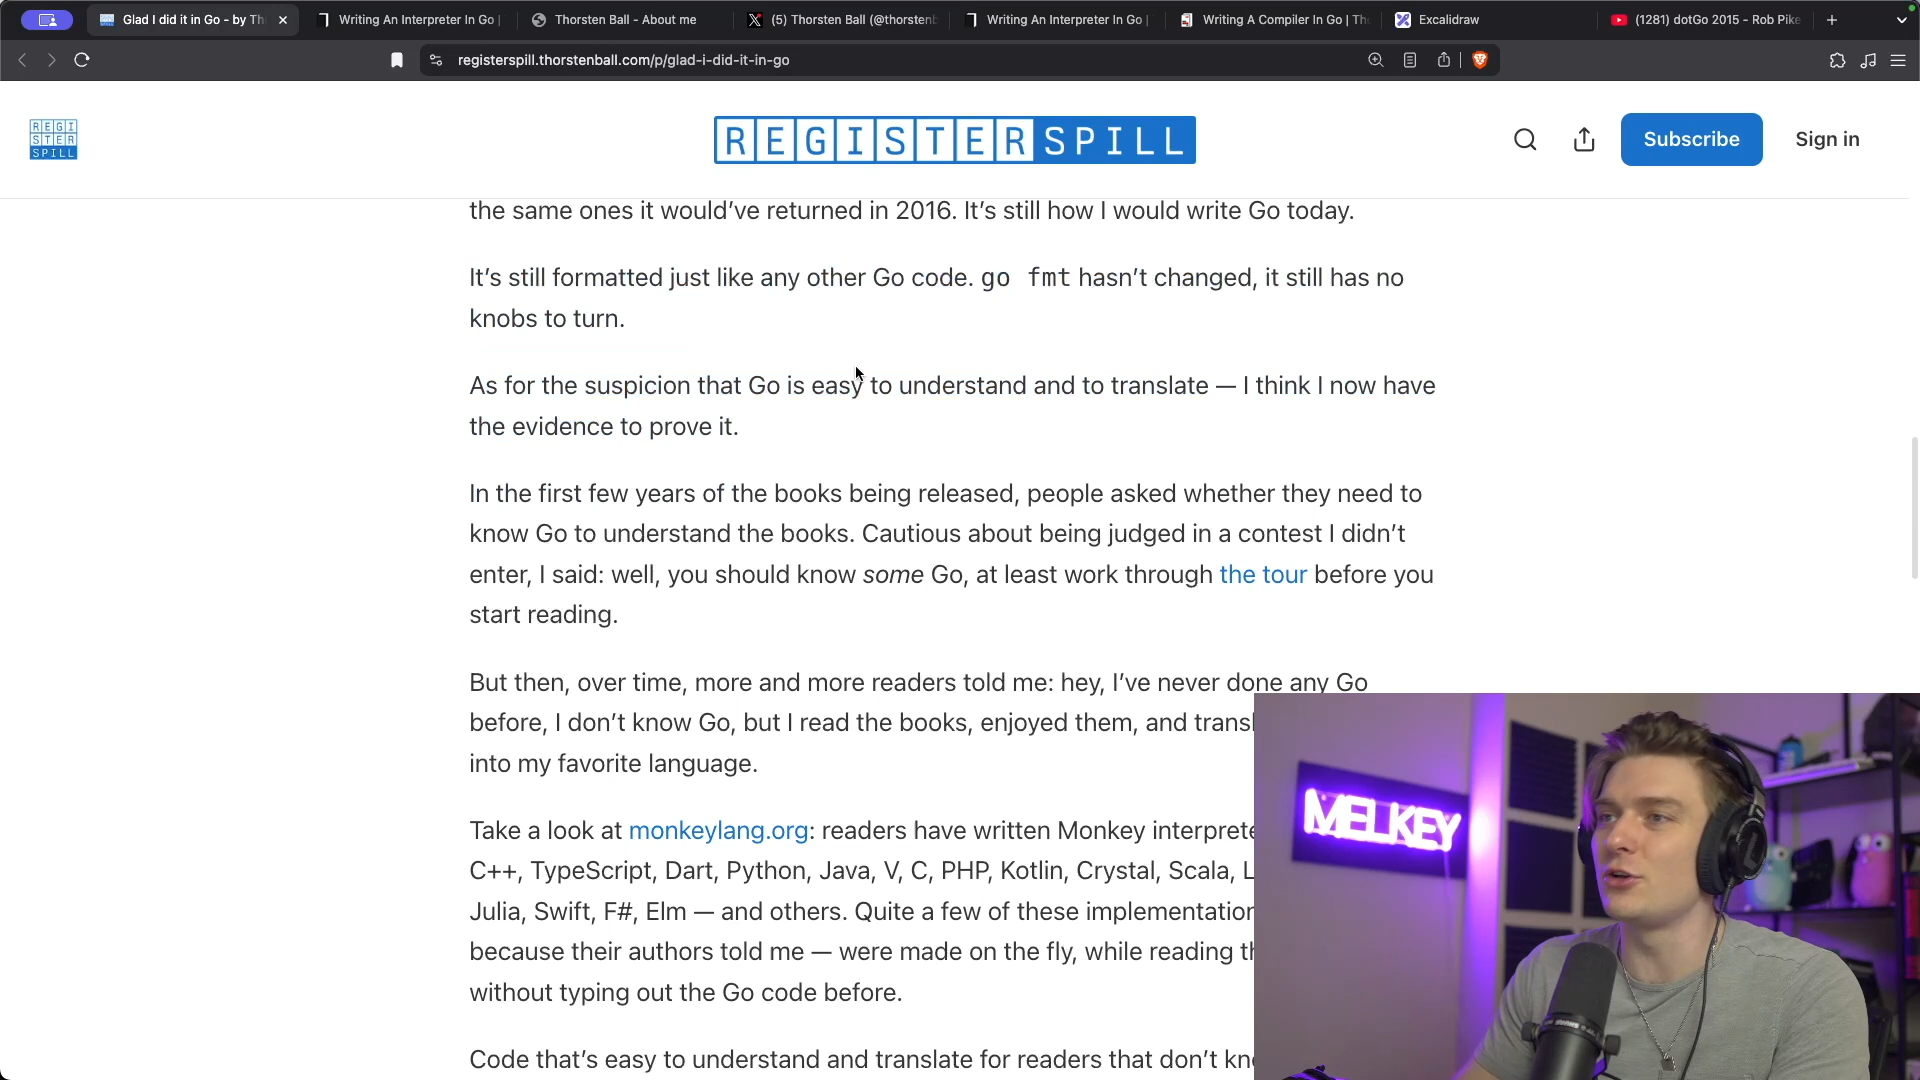 Glad I did it in Go - by Th
Writing An Interpreter In Go |
Thorsten Ball - About me
(5) Thorsten Ball (@thorstenb
Writing An Interpreter In Go |
Writing A Compiler In Go | Th
Excalidraw
(1281) dotGo 2015 - Rob Pike
registerspill.thorstenball.com/p/glad-i-did-it-in-go
REGI
STER
SPILL
REGISTERSPILL
Subscribe
Sign in
the same ones it would’ve returned in 2016. It’s still how I would write Go today.
It’s still formatted just like any other Go code. go fmt hasn’t changed, it still has no
knobs to turn.
As for the suspicion that Go is easy to understand and to translate — I think I now have
the evidence to prove it.
In the first few years of the books being released, people asked whether they need to
know Go to understand the books. Cautious about being judged in a contest I didn’t
enter, I said: well, you should know some Go, at least work through the tour before you
start reading.
But then, over time, more and more readers told me: hey, I’ve never done any Go
before, I don’t know Go, but I read the books, enjoyed them, and transl
into my favorite language.
Take a look at monkeylang.org: readers have written Monkey interprete
C++, TypeScript, Dart, Python, Java, V, C, PHP, Kotlin, Crystal, Scala, L
Julia, Swift, F#, Elm — and others. Quite a few of these implementation
because their authors told me — were made on the fly, while reading th
without typing out the Go code before.
Code that’s easy to understand and translate for readers that don’t kn
MELKEY